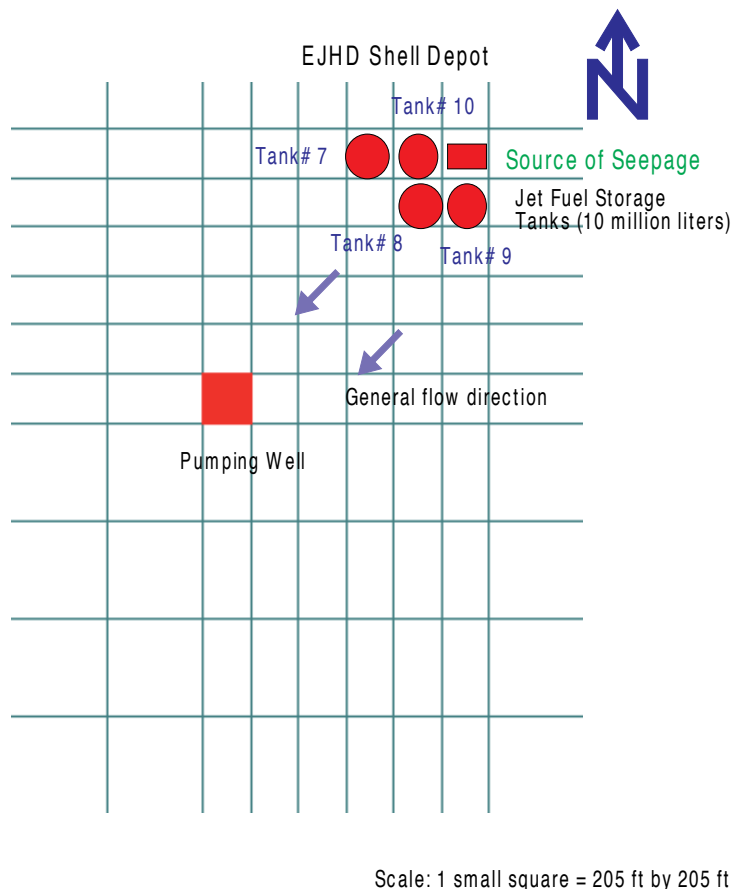 EJHD Shell Depot
N
Tank# 10
Tank# 7
Source of Seepage
Jet Fuel Storage
Tanks (10 million liters)
Tank# 8
Tank# 9
General flow direction
Pumping Well
Scale: 1 small square = 205 ft by 205 ft